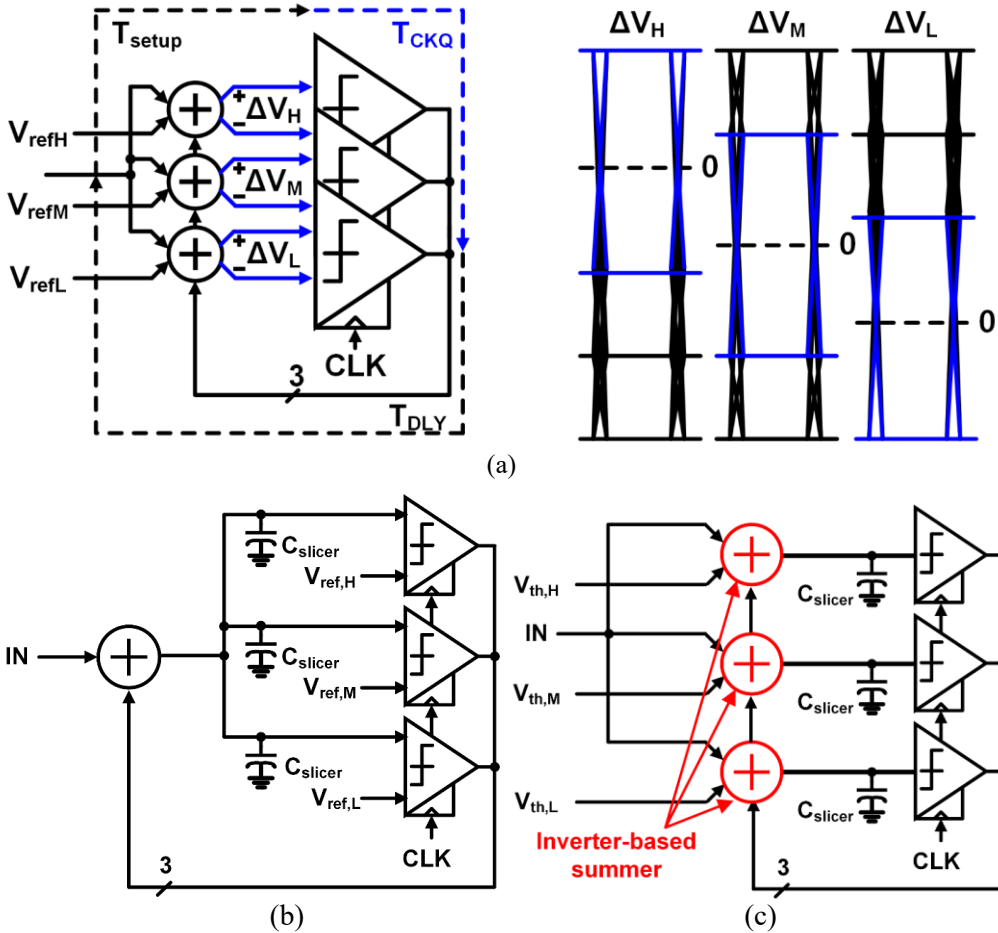 T_setup
T_CKQ
V_refH
V_refM
V_refL
+
− ΔV_H
+
− ΔV_M
+
− ΔV_L
CLK
3
T_DLY
ΔV_H ΔV_M ΔV_L
0
0
0
(a)
C_slicer
V_ref,H
IN
C_slicer
V_ref,M
C_slicer
V_ref,L
CLK
3
(b)
V_th,H
C_slicer
IN
V_th,M
C_slicer
V_th,L
C_slicer
Inverter-based
summer
CLK
3
(c)